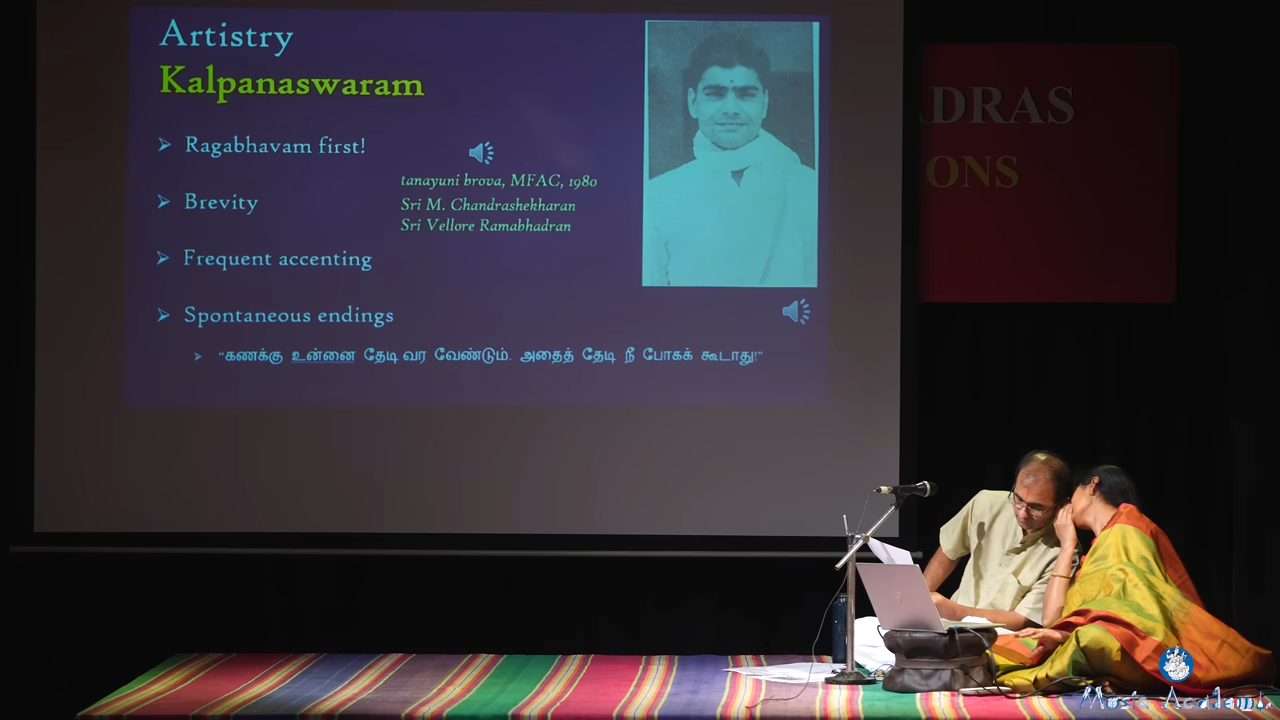 Artistry
Kalpanaswaram
➢ Ragabhavam first!
tanayuni brova, MFAC, 1980
➢ Brevity
Sri M. Chandrashekharan
Sri Vellore Ramabhadran
➢ Frequent accenting
➢ Spontaneous endings
➢ “கணக்கு உன்னை தேடி வர வேண்டும். அதைத் தேடி நீ போகக் கூடாது!”
DRAS
ONS
Music Academy